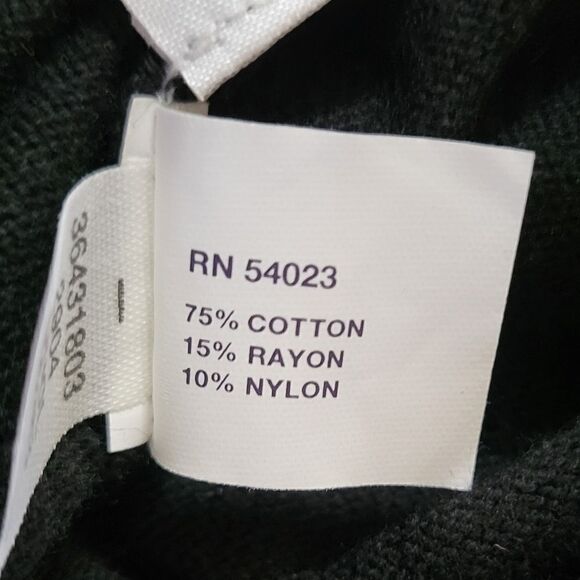 RN 54023
75% COTTON
15% RAYON
10% NYLON
36431803